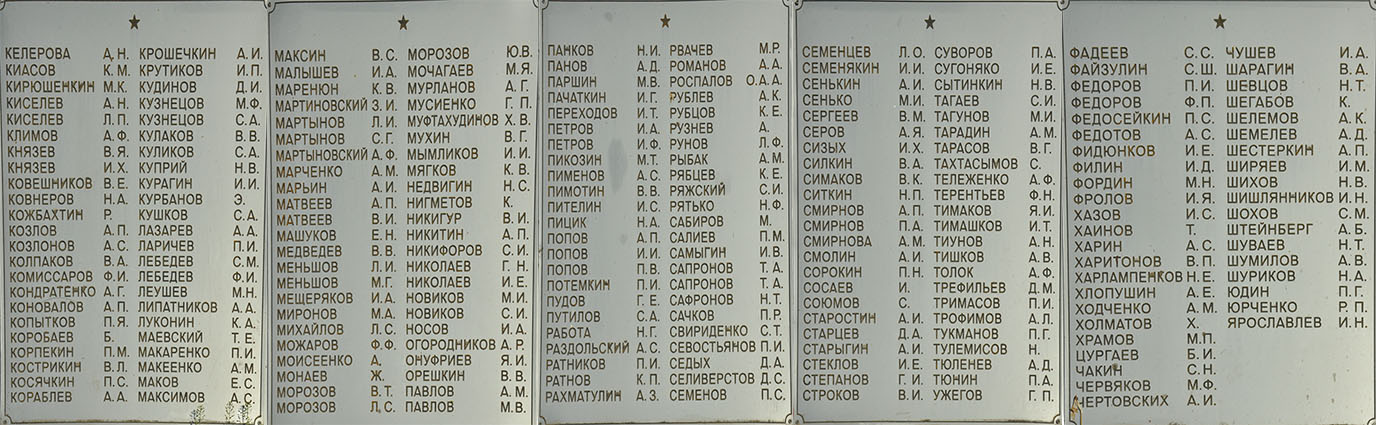 КЕЛЕРОВА Д.Н. КРОШЕЧКИН А.И.
КИАСОВ К.М. КРУТИКОВ И.П.
КИРЮШЕНКИН М.К. КУДИНОВ Д.И.
КИСЕЛЕВ А.Н. КУЗНЕЦОВ М.Ф.
КИСЕЛЕВ Л.П. КУЗНЕЦОВ С.А.
КЛИМОВ А.Ф. КУЛАКОВ В.В.
КНЯЗЕВ В.Я. КУЛИКОВ С.А.
КНЯЗЕВ И.Х. КУПРИЙ Н.В.
КОВЕШНИКОВ В.Е. КУРАГИН И.И.
КОВНЕРОВ Н.А. КУРБАНОВ Э.
КОЖБАХТИН Р. КУШКОВ С.А.
КОЗЛОВ А.П. ЛАЗАРЕВ А.А.
КОЗЛОНОВ А.С. ЛАРИЧЕВ П.И.
КОЛПАКОВ В.А. ЛЕБЕДЕВ С.М.
КОМИССАРОВ Ф.И. ЛЕБЕДЕВ Ф.И.
КОНДРАТЕНКО А.Г. ЛЕУШЕВ М.Н.
КОНОВАЛОВ А.П. ЛИПАТНИКОВ А.А.
КОПЫТКОВ П.Я. ЛУКОНИН К.А.
КОРОБАЕВ Б. МАЕВСКИЙ Т.Е.
КОРПЕКИН П.М. МАКАРЕНКО П.И.
КОСТРИКИН В.Л. МАКЕЕНКО А.М.
КОСЯЧКИН П.С. МАКОВ Е.С.
КОРАБЛЕВ А.А. МАКСИМОВ А.С.
МАКСИН В.С. МОРОЗОВ Ю.В.
МАЛЫШЕВ И.А. МОЧАГАЕВ М.Я.
МАРЕНЮН К.В. МУРЛАНОВ А.Г.
МАРТИНОВСКИЙ З.И. МУСИЕНКО Г.П.
МАРТЫНОВ Л.И. МУФТАХУДИНОВ Х.В.
МАРТЫНОВ С.Г. МУХИН В.Г.
МАРТЫНОВСКИЙ А.Ф. МЫМЛИКОВ И.И.
МАРЧЕНКО А.М. МЯГКОВ К.В.
МАРЬИН А.И. НЕДВИГИН Н.С.
МАТВЕЕВ А.П. НИГМЕТОВ К.
МАТВЕЕВ В.И. НИКИГУР В.И.
МАШУКОВ Е.Н. НИКИТИН А.П.
МЕДВЕДЕВ В.В. НИКИФОРОВ С.И.
МЕНЬШОВ Л.И. НИКОЛАЕВ Г.Н.
МЕНЬШОВ М.Г. НИКОЛАЕВ И.Е.
МЕЩЕРЯКОВ И.А. НОВИКОВ М.И.
МИРОНОВ М.А. НОВИКОВ С.И.
МИХАЙЛОВ Л.С. НОСОВ И.А.
МОЖАРОВ Ф.Ф. ОГОРОДНИКОВ А.Р.
МОИСЕЕНКО А. ОНУФРИЕВ Я.И.
МОНАЕВ Ж. ОРЕШКИН В.В.
МОРОЗОВ В.Т. ПАВЛОВ А.М.
МОРОЗОВ Л.С. ПАВЛОВ М.В.
ПАНКОВ Н.И. РВАЧЕВ М.Р.
ПАНОВ А.Д. РОМАНОВ А.А.
ПАРШИН М.В. РОСПАЛОВ О.А.А.
ПАЧАТКИН И.Г. РУБЛЕВ А.К.
ПЕРЕХОДОВ И.Т. РУБЦОВ К.Е.
ПЕТРОВ И.А. РУЗНЕВ А.
ПЕТРОВ И.Ф. РУНОВ Л.Ф.
ПИКОЗИН М.Т. РЫБАК А.М.
ПИМЕНОВ А.С. РЯБЦЕВ К.Е.
ПИМОТИН В.В. РЯЖСКИЙ С.И.
ПИТЕЛИН И.С. РЯТЬКО Н.Ф.
ПИЦИК Н.А. САБИРОВ М.
ПОПОВ А.П. САЛИЕВ П.М.
ПОПОВ И.И. САМЫГИН И.В.
ПОПОВ П.В. САПРОНОВ Т.А.
ПОТЕМКИН П.И. САПРОНОВ Т.А.
ПУДОВ Г.Е. САФРОНОВ Н.Т.
ПУТИЛОВ С.А. САЧКОВ П.Р.
РАБОТА Н.Г. СВИРИДЕНКО С.Т.
РАЗДОЛЬСКИЙ А.С. СЕВОСТЬЯНОВ П.И.
РАТНИКОВ П.И. СЕДЫХ Д.А.
РАТНОВ К.П. СЕЛИВЕРСТОВ Д.С.
РАХМАТУЛИН А.З. СЕМЕНОВ П.С.
СЕМЕНЦЕВ Л.О. СУВОРОВ П.А.
СЕМЕНЯКИН И.И. СУГОНЯКО И.Е.
СЕНЬКИН А.И. СЫТИНКИН Н.В.
СЕНЬКО М.И. ТАГАЕВ С.И.
СЕРГЕЕВ В.М. ТАГУНОВ М.И.
СЕРОВ А.Я. ТАРАДИН А.М.
СИЗЫХ И.Х. ТАРАСОВ В.Г.
СИЛКИН В.А. ТАХТАСЫМОВ С.
СИМАКОВ В.К. ТЕЛЕЖЕНКО А.Ф.
СИТКИН Н.П. ТЕРЕНТЬЕВ Ф.Н.
СМИРНОВ А.П. ТИМАКОВ Я.И.
СМИРНОВ П.А. ТИМАШКОВ И.Т.
СМИРНОВА А.М. ТИУНОВ А.Н.
СМОЛИН А.И. ТИШКОВ А.В.
СОРОКИН П.Н. ТОЛОК А.Ф.
СОСАЕВ И. ТРЕФИЛЬЕВ Д.М.
СОЮМОВ С. ТРИМАСОВ П.И.
СТАРОСТИН А.И. ТРОФИМОВ А.Л.
СТАРЦЕВ Д.А. ТУКМАНОВ П.Г.
СТАРЫГИН А.И. ТУЛЕМИСОВ Н.
СТЕКЛОВ И.Е. ТЮЛЕНЕВ А.Д.
СТЕПАНОВ Г.И. ТЮНИН П.А.
СТРОКОВ В.И. УЖЕГОВ Г.П.
ФАДЕЕВ С.С. ЧУШЕВ И.А.
ФАЙЗУЛИН С.Ш. ШАРАГИН В.А.
ФЕДОРОВ П.И. ШЕВЦОВ Н.Т.
ФЕДОРОВ Ф.П. ШЕГАБОВ К.
ФЕДОСЕЙКИН П.С. ШЕЛЕМОВ А.К.
ФЕДОТОВ А.С. ШЕМЕЛЕВ А.Д.
ФИДЮНКОВ И.Е. ШЕСТЕРКИН А.П.
ФИЛИН И.Д. ШИРЯЕВ И.М.
ФОРДИН М.Н. ШИХОВ Н.В.
ФРОЛОВ И.Я. ШИШЛЯННИКОВ И.Н.
ХАЗОВ И.С. ШОХОВ С.М.
ХАИНОВ Т. ШТЕЙНБЕРГ А.Б.
ХАРИН А.С. ШУВАЕВ Н.Т.
ХАРИТОНОВ В.П. ШУМИЛОВ А.В.
ХАРЛАМПЕНКОВ Н.Е. ШУРИКОВ Н.А.
ХЛОПУШИН А.Е. ЮДИН П.Г.
ХОДЧЕНКО А.М. ЮРЧЕНКО Р.П.
ХОЛМАТОВ Х. ЯРОСЛАВЛЕВ И.Н.
ХРАМОВ М.П.
ЦУРГАЕВ Б.И.
ЧАКИН С.Н.
ЧЕРВЯКОВ М.Ф.
ЧЕРТОВСКИХ А.И.